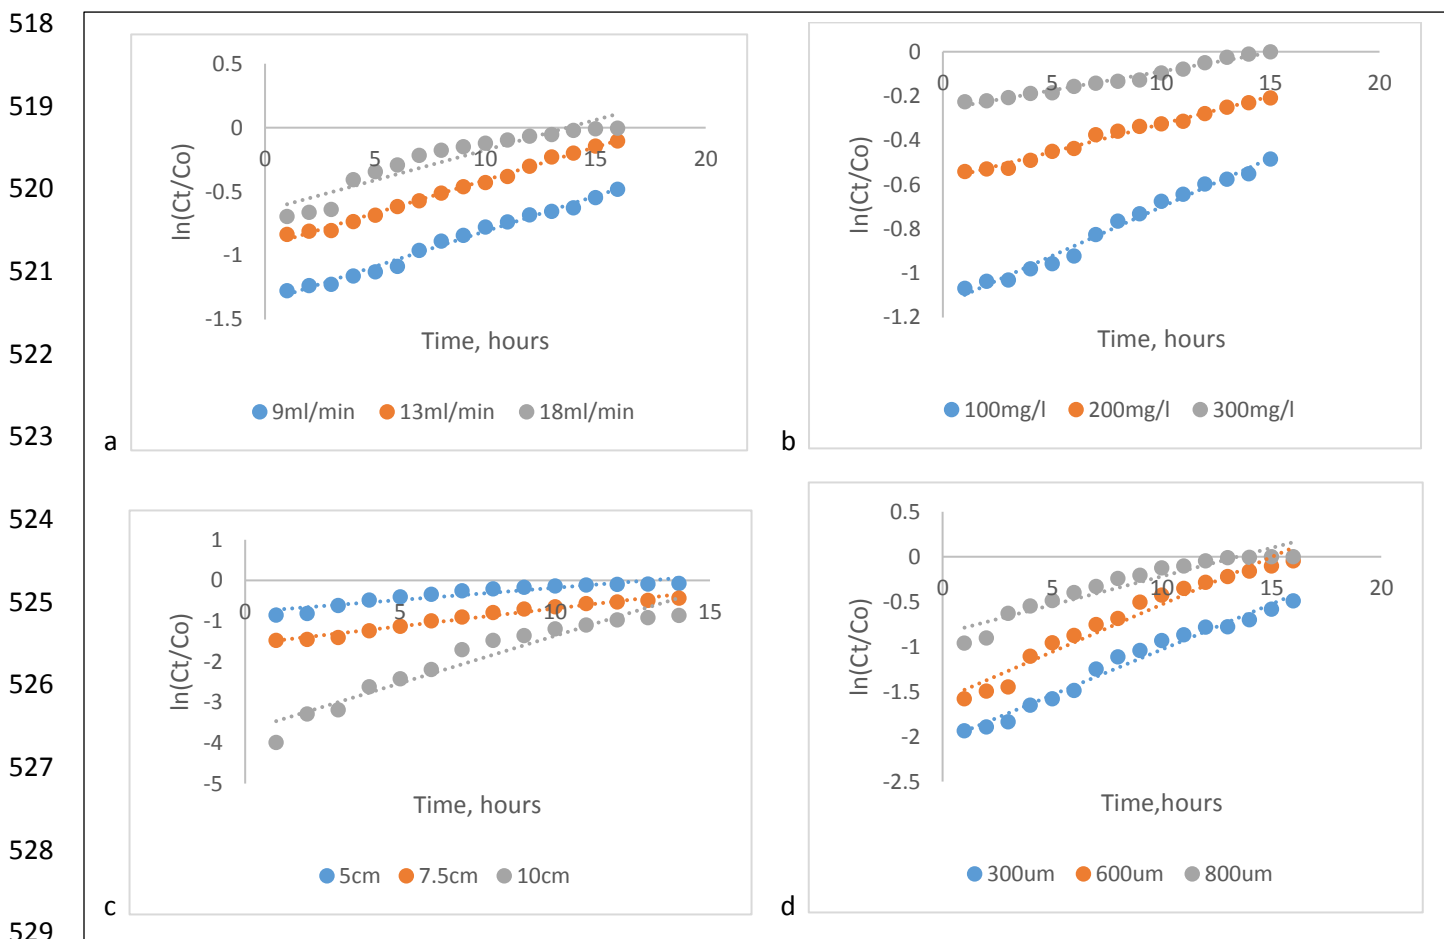 518
519
520
521
522
523
524
525
526
527
528
529
0.5
0
-0.5
-1
-1.5
0 5 10 15 20
ln(Ct/Co)
Time, hours
9ml/min 13ml/min 18ml/min
a
0
-0.2
-0.4
-0.6
-0.8
-1
-1.2
0 5 10 15 20
ln(Ct/Co)
Time, hours
100mg/l 200mg/l 300mg/l
b
1
0
-1
-2
-3
-4
-5
0 5 10 15
ln(Ct/Co)
Time, hours
5cm 7.5cm 10cm
c
0.5
0
-0.5
-1
-1.5
-2
-2.5
0 5 10 15 20
ln(Ct/Co)
Time,hours
300um 600um 800um
d